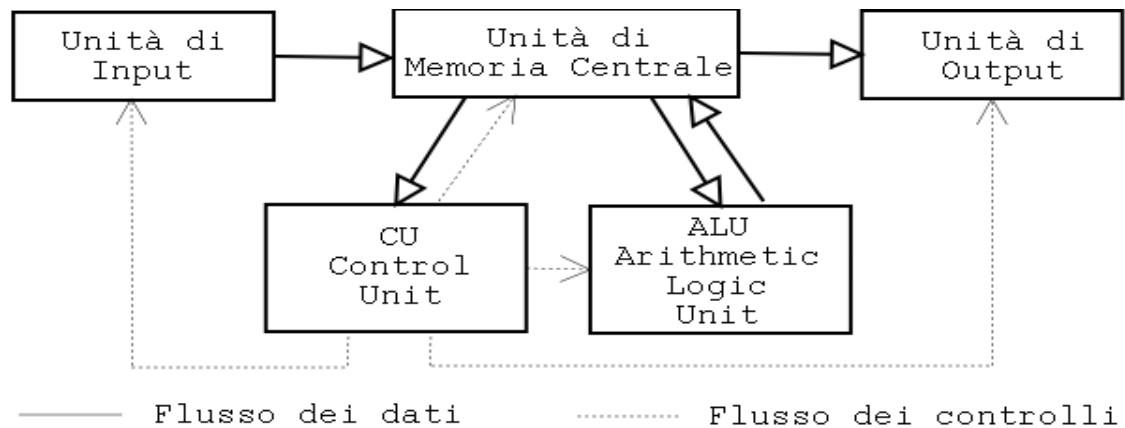 Unità di
Input
Unità di
Memoria Centrale
Unità di
Output
CU
Control
Unit
ALU
Arithmetic
Logic
Unit
Flusso dei dati
Flusso dei controlli